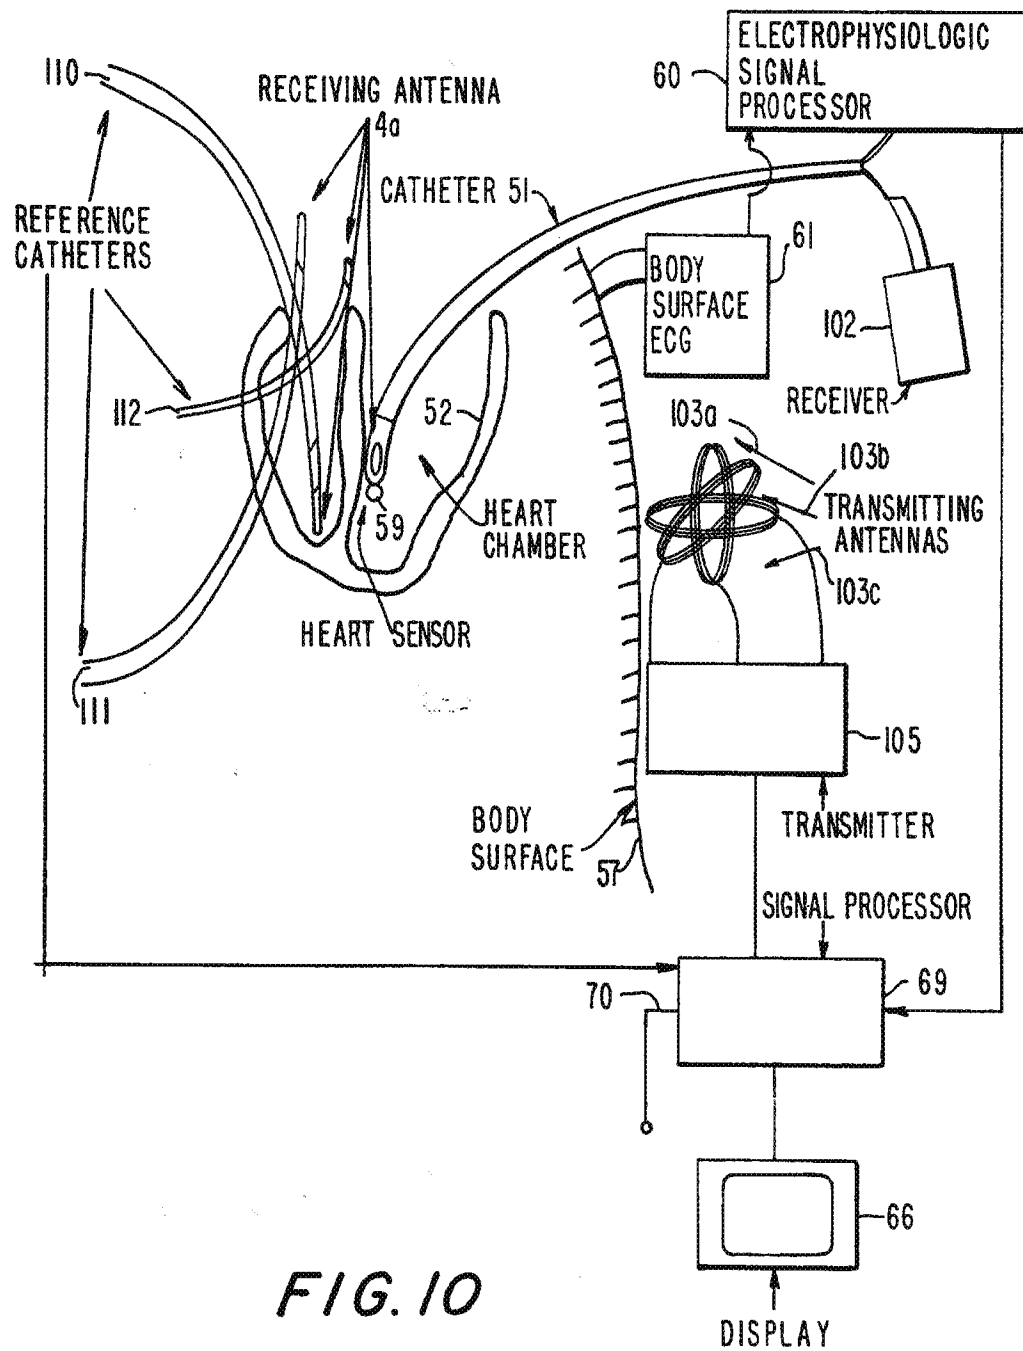 ELECTROPHYSIOLOGIC
SIGNAL
PROCESSOR
60
110
RECEIVING ANTENNA
4a
CATHETER 51
REFERENCE
CATHETERS
BODY
SURFACE
ECG
61
102
RECEIVER
112
52
103a
103b
TRANSMITTING
ANTENNAS
103c
59
HEART
CHAMBER
HEART SENSOR
111
105
TRANSMITTER
BODY
SURFACE
57
SIGNAL PROCESSOR
69
70
66
DISPLAY
FIG. 10